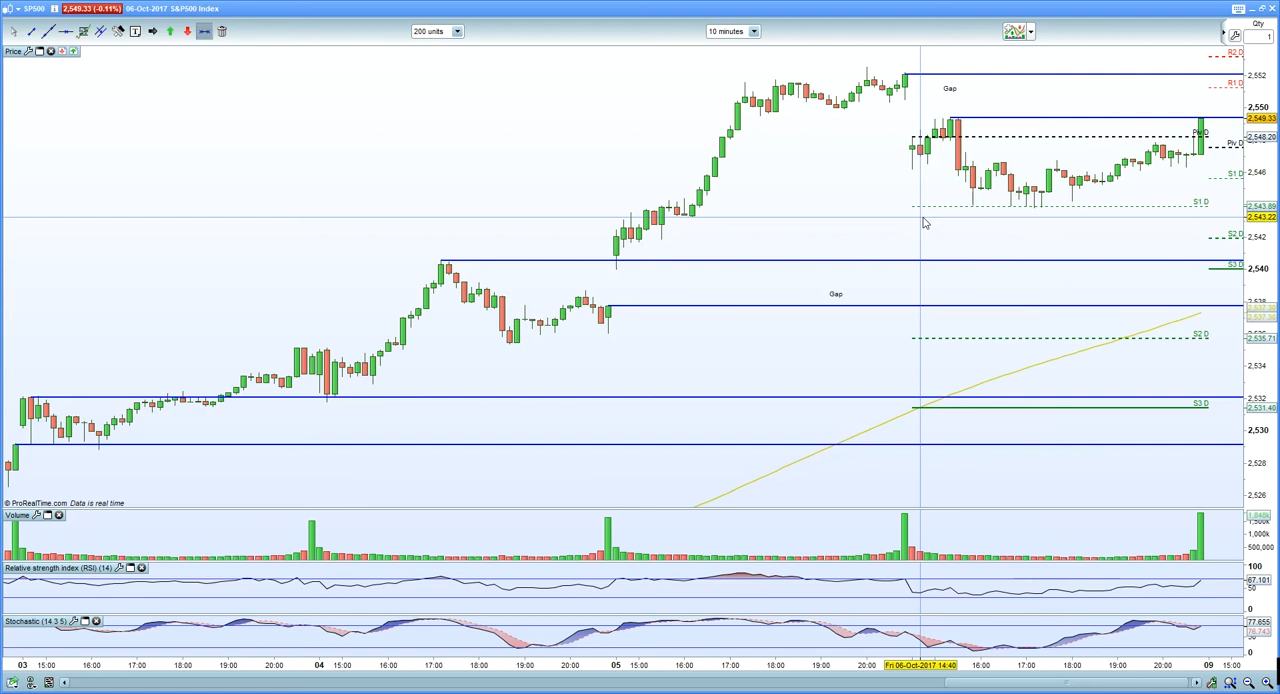 SP500 2,549.33 (-0.11%) 06-Oct-2017 S&P500 Index
200 units
10 minutes
Qty
1
Price
R2 D
2,552
R1 D
Gap
2,550
2,549.33
Piv D
2,548.20
Piv D
2,546
S1 D
S1 D
2,543.89
2,543.22
2,542
S2 D
S3 D
2,540
Gap
2,538
2,537.30
S2 D
2,535.71
2,534
2,532
S3 D
2,531.40
2,530
2,528
2,526
© ProRealTime.com Data is real time
Volume
1,500k
1,000k
500,000
Relative strength index (RSI) (14)
100
67.101
50
0
Stochastic (14 3 5)
77.655
76.743
0
03 15:00 16:00 17:00 18:00 19:00 20:00 04 15:00 16:00 17:00 18:00 19:00 20:00 05 15:00 16:00 17:00 18:00 19:00 20:00 Fri 06-Oct-2017 14:40 16:00 17:00 18:00 19:00 20:00 09 15:00